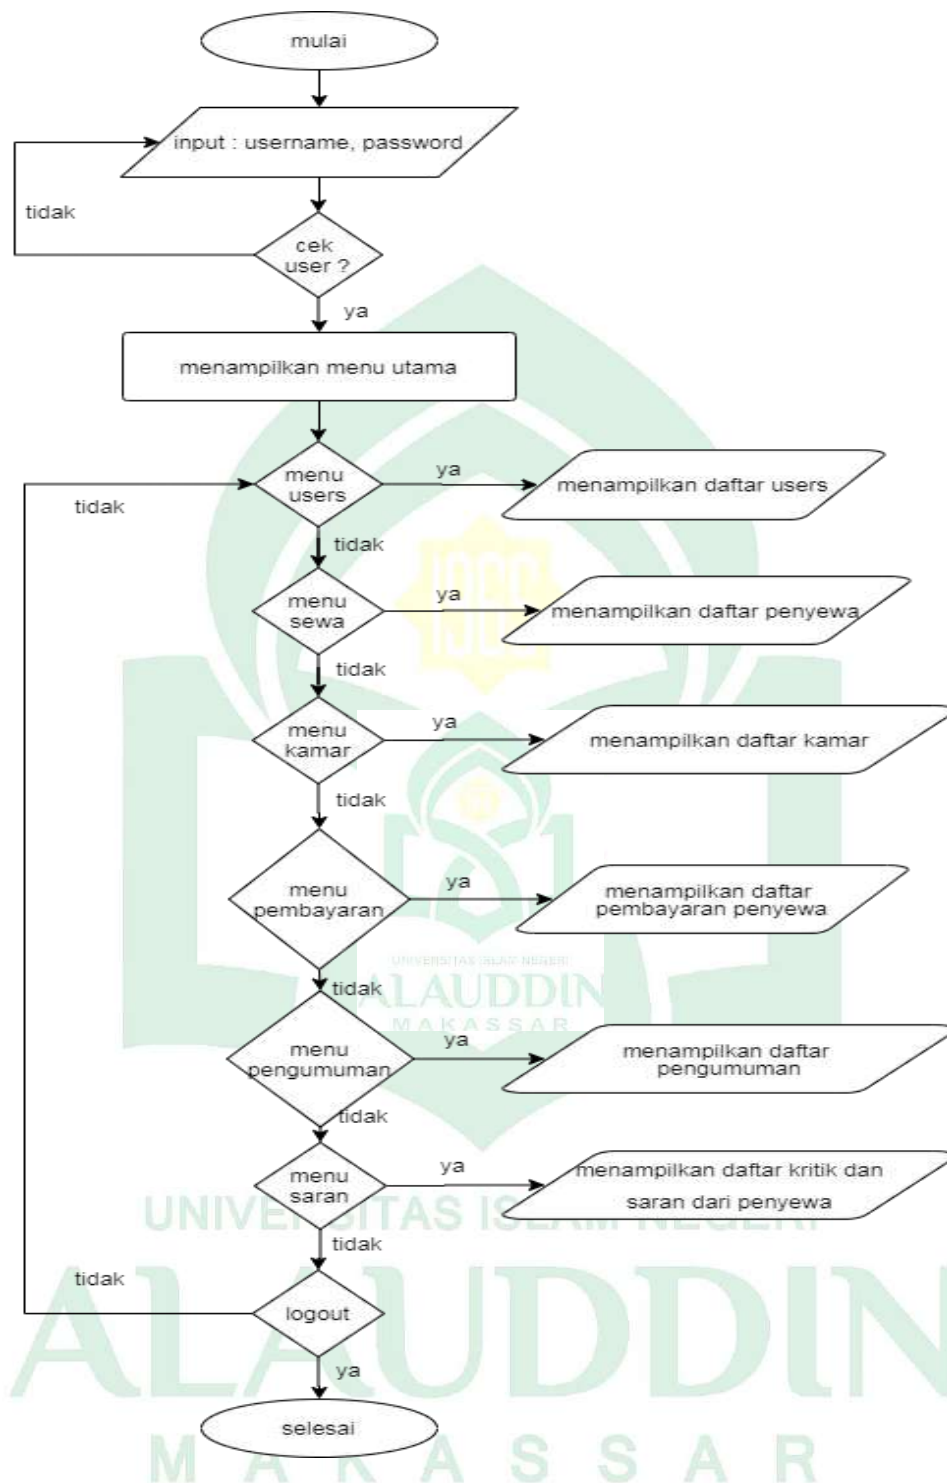 mulai
input : username, password
tidak
cek
user ?
ya
menampilkan menu utama
menu
users
ya
menampilkan daftar users
tidak
tidak
menu
sewa
ya
menampilkan daftar penyewa
tidak
menu
kamar
ya
menampilkan daftar kamar
tidak
menu
pembayaran
ya
menampilkan daftar
pembayaran penyewa
UNIVERSITAS ISLAM NEGERI
ALAUDDIN
MAKASSAR
tidak
menu
pengumuman
ya
menampilkan daftar
pengumuman
tidak
menu
saran
ya
menampilkan daftar kritik dan
saran dari penyewa
tidak
UNIVERSITAS ISLAM NEGERI
ALAUDDIN
MAKASSAR
tidak
logout
ya
selesai